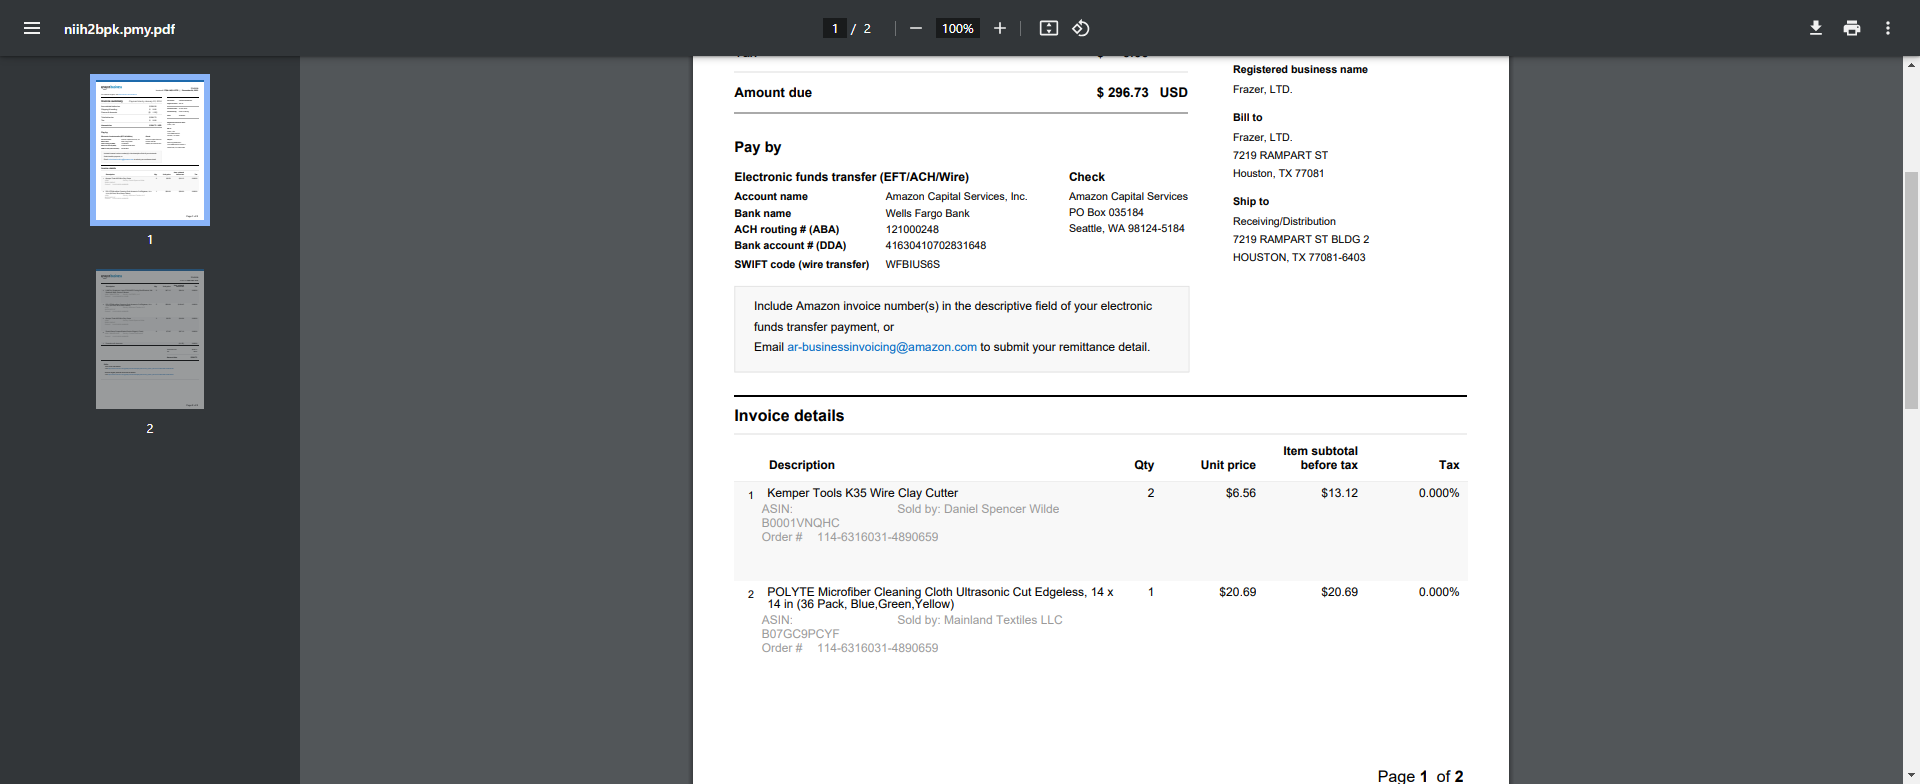 niih2bpk.pmy.pdf
1 / 2
100%
1
2
Amount due $ 296.73 USD
Pay by
Electronic funds transfer (EFT/ACH/Wire)
Account name Amazon Capital Services, Inc.
Bank name Wells Fargo Bank
ACH routing # (ABA) 121000248
Bank account # (DDA) 41630410702831648
SWIFT code (wire transfer) WFBIUS6S
Check
Amazon Capital Services
PO Box 035184
Seattle, WA 98124-5184
Include Amazon invoice number(s) in the descriptive field of your electronic
funds transfer payment, or
Email ar-businessinvoicing@amazon.com to submit your remittance detail.
Registered business name
Frazer, LTD.
Bill to
Frazer, LTD.
7219 RAMPART ST
Houston, TX 77081
Ship to
Receiving/Distribution
7219 RAMPART ST BLDG 2
HOUSTON, TX 77081-6403
Invoice details
Description Qty Unit price Item subtotal before tax Tax
1 Kemper Tools K35 Wire Clay Cutter 2 $6.56 $13.12 0.000%
ASIN: Sold by: Daniel Spencer Wilde
B0001VNQHC
Order # 114-6316031-4890659
2 POLYTE Microfiber Cleaning Cloth Ultrasonic Cut Edgeless, 14 x 1 $20.69 $20.69 0.000%
14 in (36 Pack, Blue,Green,Yellow)
ASIN: Sold by: Mainland Textiles LLC
B07GC9PCYF
Order # 114-6316031-4890659
Page 1 of 2